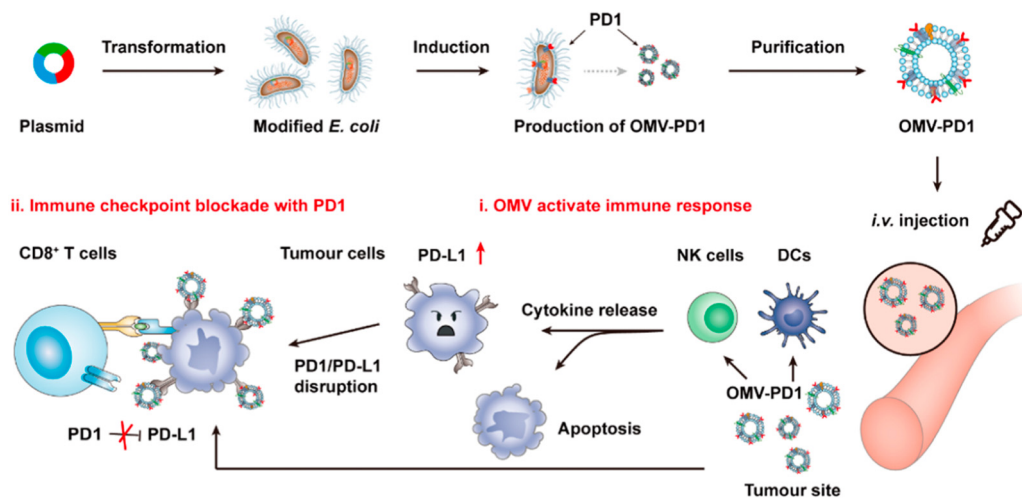 Transformation
Induction
PD1
Purification
Plasmid
Modified E. coli
Production of OMV-PD1
OMV-PD1
ii. Immune checkpoint blockade with PD1
i. OMV activate immune response
i.v. injection
CD8⁺ T cells
Tumour cells
PD-L1
NK cells
DCs
Cytokine release
PD1/PD-L1
disruption
OMV-PD1
Apoptosis
PD1
PD-L1
Tumour site